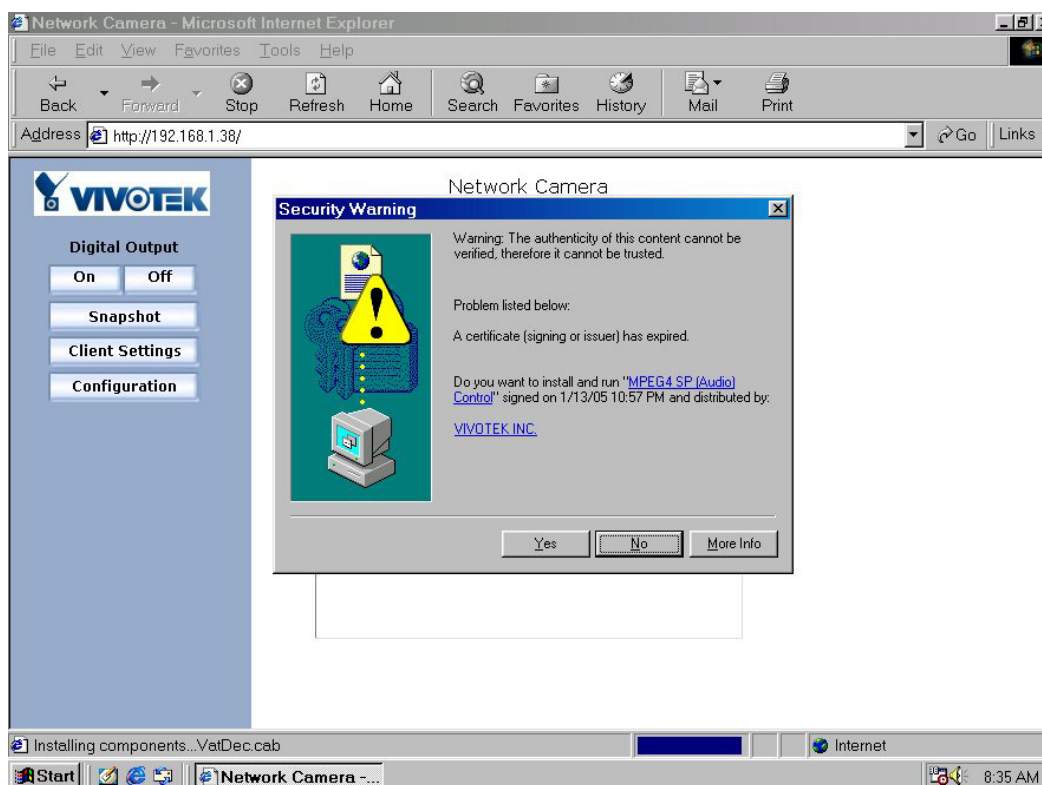 Network Camera - Microsoft Internet Explorer
File Edit View Favorites Tools Help
Back Forward Stop Refresh Home Search Favorites History Mail Print
Address http://192.168.1.38/ Go Links
VIVOTEK
Network Camera
Digital Output
On Off
Snapshot
Client Settings
Configuration
Security Warning
Warning: The authenticity of this content cannot be
verified, therefore it cannot be trusted.
Problem listed below:
A certificate (signing or issuer) has expired.
Do you want to install and run "MPEG4 SP (Audio)
Control" signed on 1/13/05 10:57 PM and distributed by:
VIVOTEK INC.
Yes No More Info
Installing components...VatDec.cab Internet
Start Network Camera -... 8:35 AM